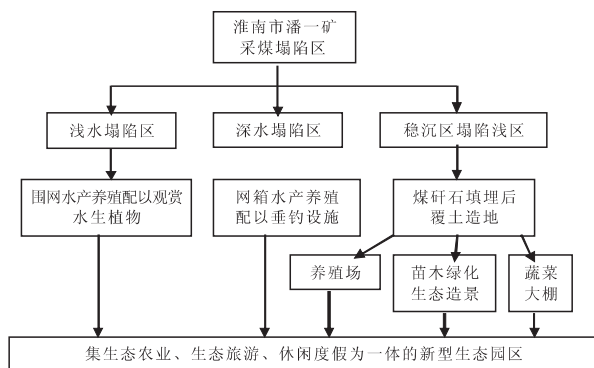 淮南市潘一矿
采煤塌陷区
浅水塌陷区
深水塌陷区
稳沉区塌陷浅区
围网水产养殖配以观赏
水生植物
网箱水产养殖
配以垂钓设施
煤矸石填埋后
覆土造地
养殖场
苗木绿化
生态造景
蔬菜
大棚
集生态农业、生态旅游、休闲度假为一体的新型生态园区